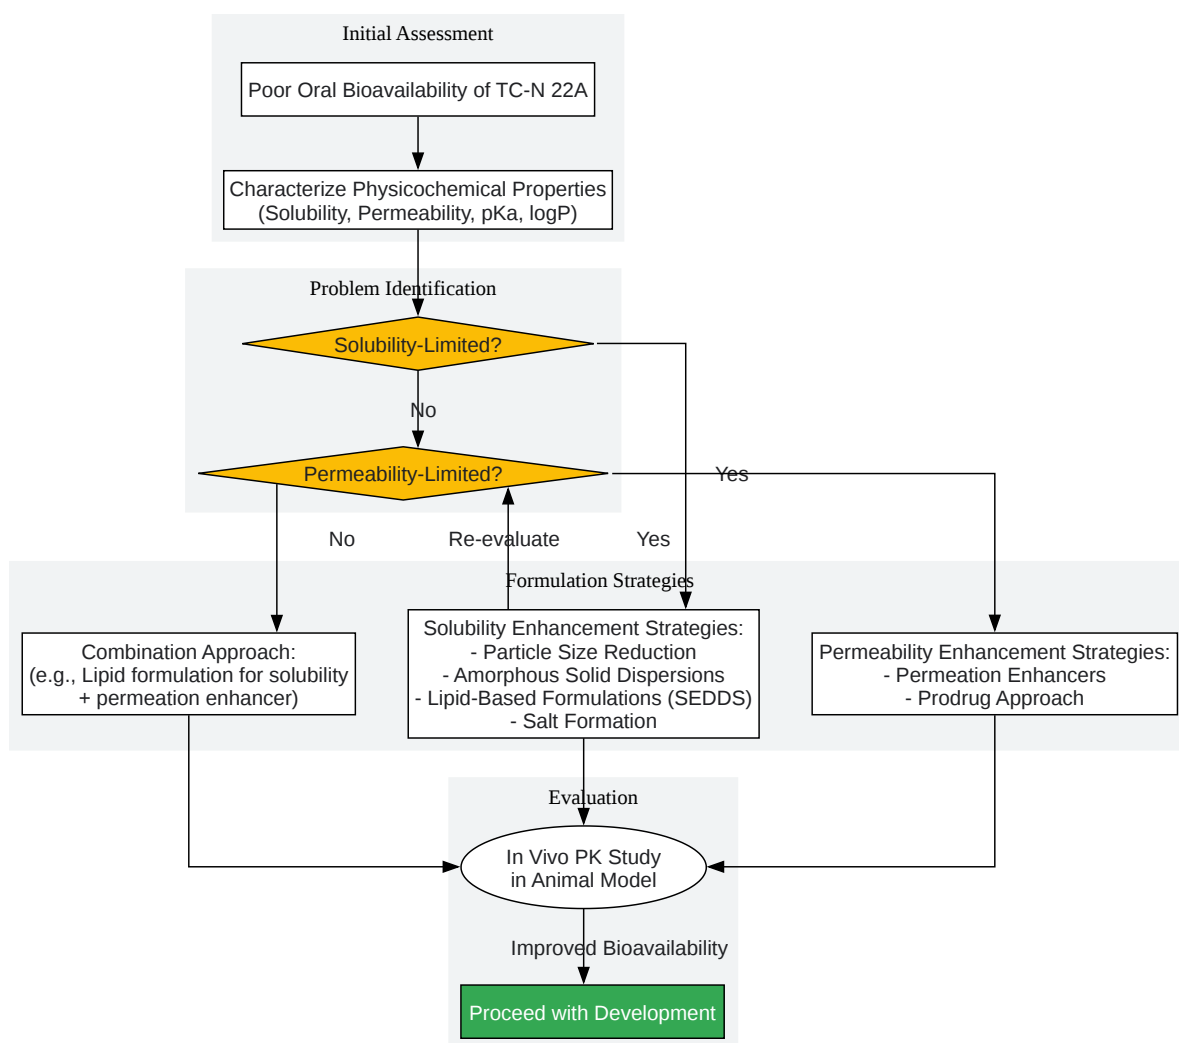 Initial Assessment
Poor Oral Bioavailability of TC-N 22A
Characterize Physicochemical Properties
(Solubility, Permeability, pKa, logP)
Problem Identification
Solubility-Limited?
No
Permeability-Limited?
Yes
No
Re-evaluate
Yes
Formulation Strategies
Combination Approach:
(e.g., Lipid formulation for solubility
+ permeation enhancer)
Solubility Enhancement Strategies:
- Particle Size Reduction
- Amorphous Solid Dispersions
- Lipid-Based Formulations (SEDDS)
- Salt Formation
Permeability Enhancement Strategies:
- Permeation Enhancers
- Prodrug Approach
Evaluation
In Vivo PK Study
in Animal Model
Improved Bioavailability
Proceed with Development